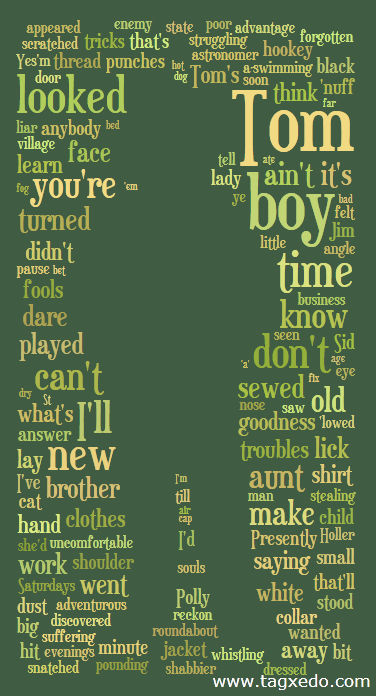 appeared enemy state poor advantage
scratched tricks that's struggling forgotten
Yes'm thread punches hot astronomer hookey
door dog Tom's a-swimming soon black
looked Tom think 'nuff
far
liar anybody bed
village face tell ate
learn lady ain't it's
fog you're 'em ye boy bad
turned felt
little Jim
didn't angle
pause bet time
fools business
dare know
played seen don't Sid
'a' age
can't fix eye
dry sewed
St nose saw old
what's I'll goodness 'lowed
answer troubles lick
lay new
I've brother I'm aunt shirt
cat till man stealing
hand clothes air make child
cap
she'd uncomfortable I'd Presently Holler
work shoulder souls saying small
Saturdays went that'll
dust adventurous Polly white stood
big discovered reckon collar
suffering roundabout wanted
hit evenings minute jacket whistling away bit
snatched pounding shabbier dressed
www.tagxedo.com